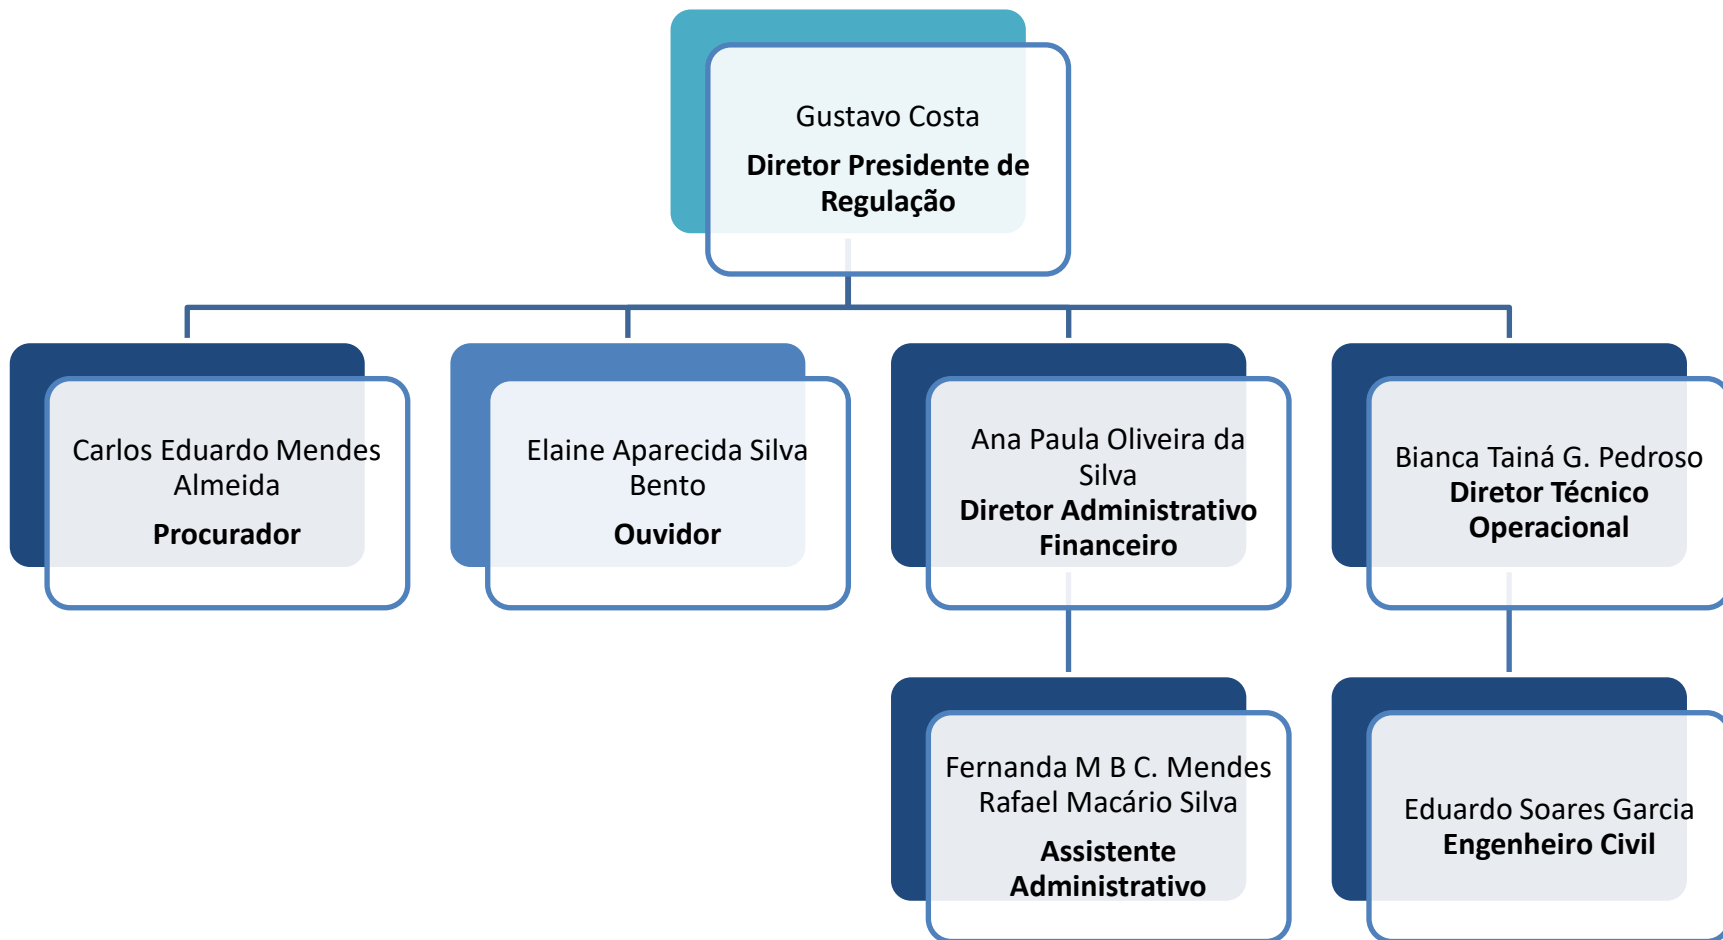 Gustavo Costa
Diretor Presidente de
Regulação
Carlos Eduardo Mendes
Almeida
Procurador
Elaine Aparecida Silva
Bento
Ouvidor
Ana Paula Oliveira da
Silva
Diretor Administrativo
Financeiro
Bianca Tainá G. Pedroso
Diretor Técnico
Operacional
Fernanda M B C. Mendes
Rafael Macário Silva
Assistente
Administrativo
Eduardo Soares Garcia
Engenheiro Civil